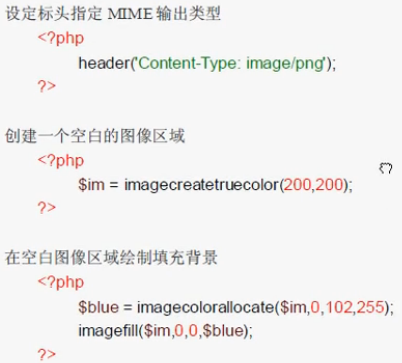 设定标头指定 MIME 输出类型
<?php
header('Content-Type: image/png');
?>
创建一个空白的图像区域
<?php
$im = imagecreatetruecolor(200,200);
?>
在空白图像区域绘制填充背景
<?php
$blue = imagecolorallocate($im,0,102,255);
imagefill($im,0,0,$blue);
?>